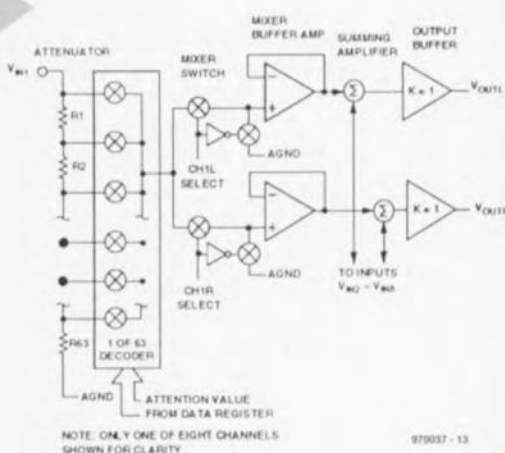 MIXER
BUFFER AMP
SUMMING
AMPLIFIER
OUTPUT
BUFFER
ATTENUATOR
MIXER
SWITCH
VIN1
R1
R2
R63
K = 1
VOUTL
AGND
CH1L
SELECT
K = 1
AGND
CH1R
SELECT
TO INPUTS
1 OF 63
DECODER
AGND
ATTENTION VALUE
FROM DATA REGISTER
NOTE: ONLY ONE OF EIGHT CHANNELS
SHOWN FOR CLARITY
970037 - 13